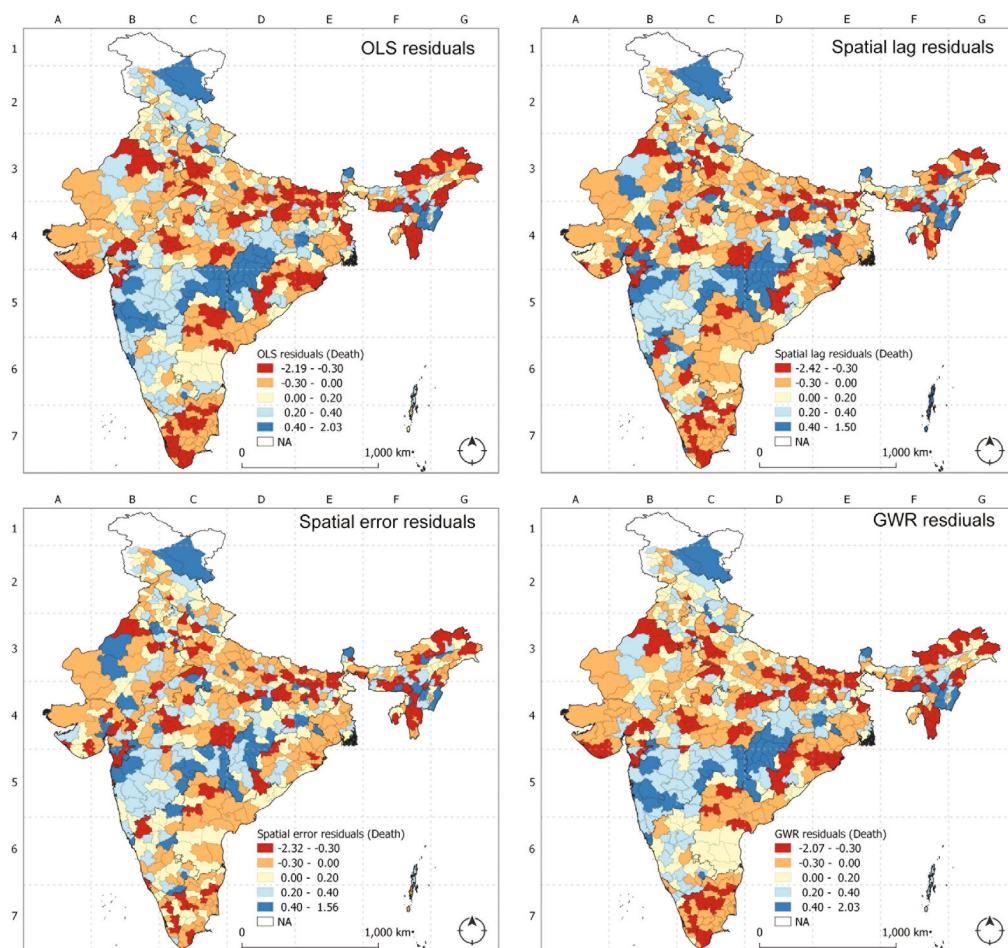 A B C D E F G
OLS residuals
1
2
3
4
5
6
7
OLS residuals (Death)
-2.19 - -0.30
-0.30 - 0.00
0.00 - 0.20
0.20 - 0.40
0.40 - 2.03
NA
0 1,000 km
A B C D E F G
Spatial lag residuals
1
2
3
4
5
6
7
Spatial lag residuals (Death)
-2.42 - -0.30
-0.30 - 0.00
0.00 - 0.20
0.20 - 0.40
0.40 - 1.50
NA
0 1,000 km
A B C D E F G
Spatial error residuals
1
2
3
4
5
6
7
Spatial error residuals (Death)
-2.32 - -0.30
-0.30 - 0.00
0.00 - 0.20
0.20 - 0.40
0.40 - 1.56
NA
0 1,000 km
A B C D E F G
GWR resdiuals
1
2
3
4
5
6
7
GWR residuals (Death)
-2.07 - -0.30
-0.30 - 0.00
0.00 - 0.20
0.20 - 0.40
0.40 - 2.03
NA
0 1,000 km